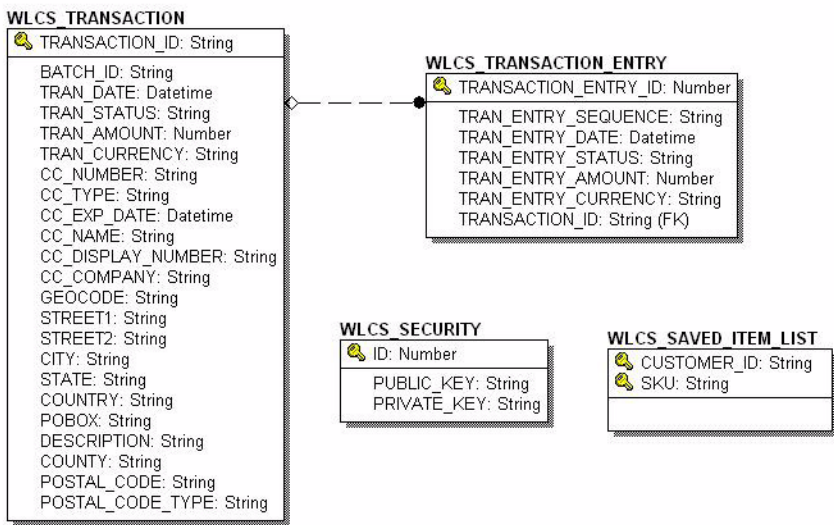 WLCS_TRANSACTION
TRANSACTION_ID: String
BATCH_ID: String
TRAN_DATE: Datetime
TRAN_STATUS: String
TRAN_AMOUNT: Number
TRAN_CURRENCY: String
CC_NUMBER: String
CC_TYPE: String
CC_EXP_DATE: Datetime
CC_NAME: String
CC_DISPLAY_NUMBER: String
CC_COMPANY: String
GEOCODE: String
STREET1: String
STREET2: String
CITY: String
STATE: String
COUNTRY: String
POBOX: String
DESCRIPTION: String
COUNTY: String
POSTAL_CODE: String
POSTAL_CODE_TYPE: String
WLCS_TRANSACTION_ENTRY
TRANSACTION_ENTRY_ID: Number
TRAN_ENTRY_SEQUENCE: String
TRAN_ENTRY_DATE: Datetime
TRAN_ENTRY_STATUS: String
TRAN_ENTRY_AMOUNT: Number
TRAN_ENTRY_CURRENCY: String
TRANSACTION_ID: String (FK)
WLCS_SECURITY
ID: Number
PUBLIC_KEY: String
PRIVATE_KEY: String
WLCS_SAVED_ITEM_LIST
CUSTOMER_ID: String
SKU: String